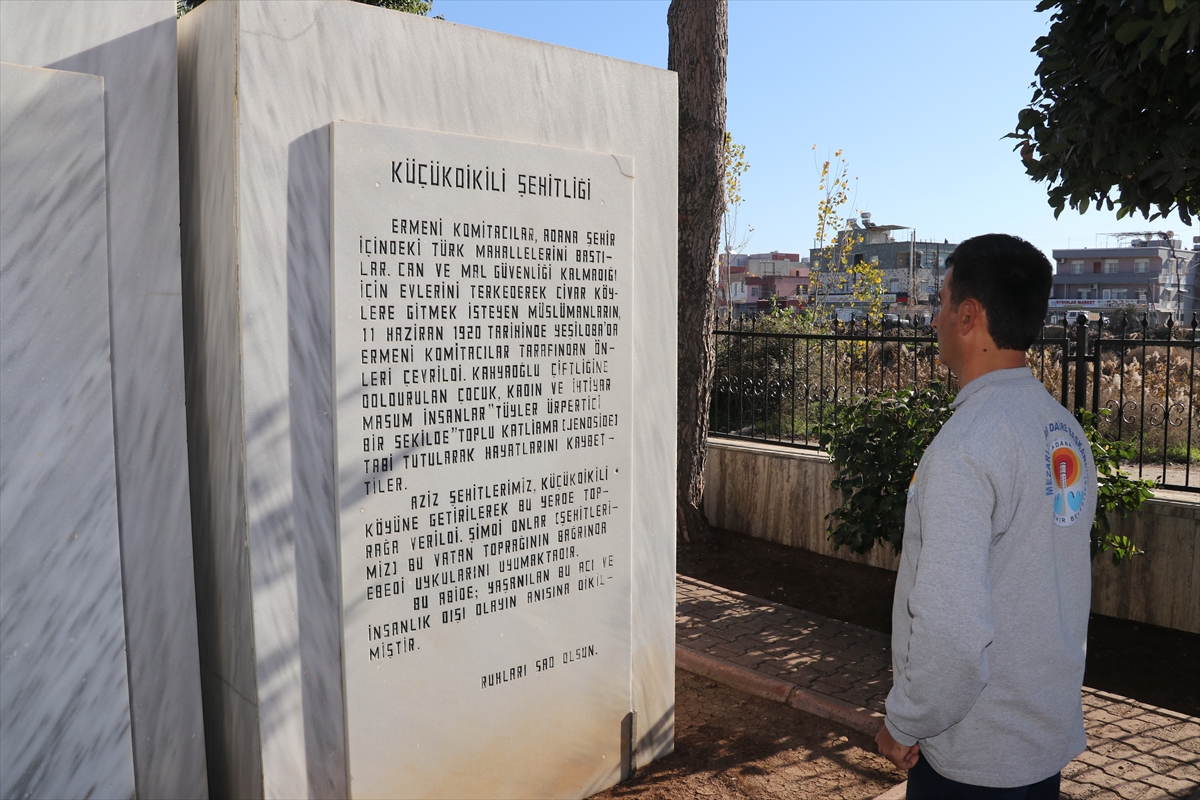 KÜÇÜKDİKİLİ ŞEHİTLİĞİ
ERMENİ KOMİTACILAR, ADANA ŞEHİR
İÇİNDEKİ TÜRK MAHALLELERİNİ BASTI-
LAR. CAN VE MAL GÜVENLİĞİ KALMADIĞI
İÇİN EVLERİNİ TERKEDEREK CİVAR KÖY-
LERE GİTMEK İSTEYEN MÜSLÜMANLARIN,
11 HAZİRAN 1920 TARİHİNDE YEŞİLOBA'DA
ERMENİ KOMİTACILAR TARAFINDAN ÖN-
LERİ ÇEVRİLDİ. KAHYAOĞLU ÇİFTLİĞİNE
DOLDURULAN ÇOCUK, KADIN VE İHTİYAR
MASUM İNSANLAR "TÜYLER ÜRPERTİCİ
BİR ŞEKİLDE" TOPLU KATLİAMA (JENOSİDE)
TABİ TUTULARAK HAYATLARINI KAYBET-
TİLER.
AZİZ ŞEHİTLERİMİZ, KÜÇÜKDİKİLİ
KÖYÜNE GETİRİLEREK BU YERDE TOP-
RAĞA VERİLDİ. ŞİMDİ ONLAR (ŞEHİTLERİ-
MİZ) BU VATAN TOPRAĞININ BAĞRINDA
EBEDİ UYKULARINI UYUMAKTADIR.
BU ABİDE; YAŞANILAN BU ACI VE
İNSANLIK DIŞI OLAYIN ANISINA DİKİL-
MİŞTİR.
RUHLARI ŞAD OLSUN.
ADANA